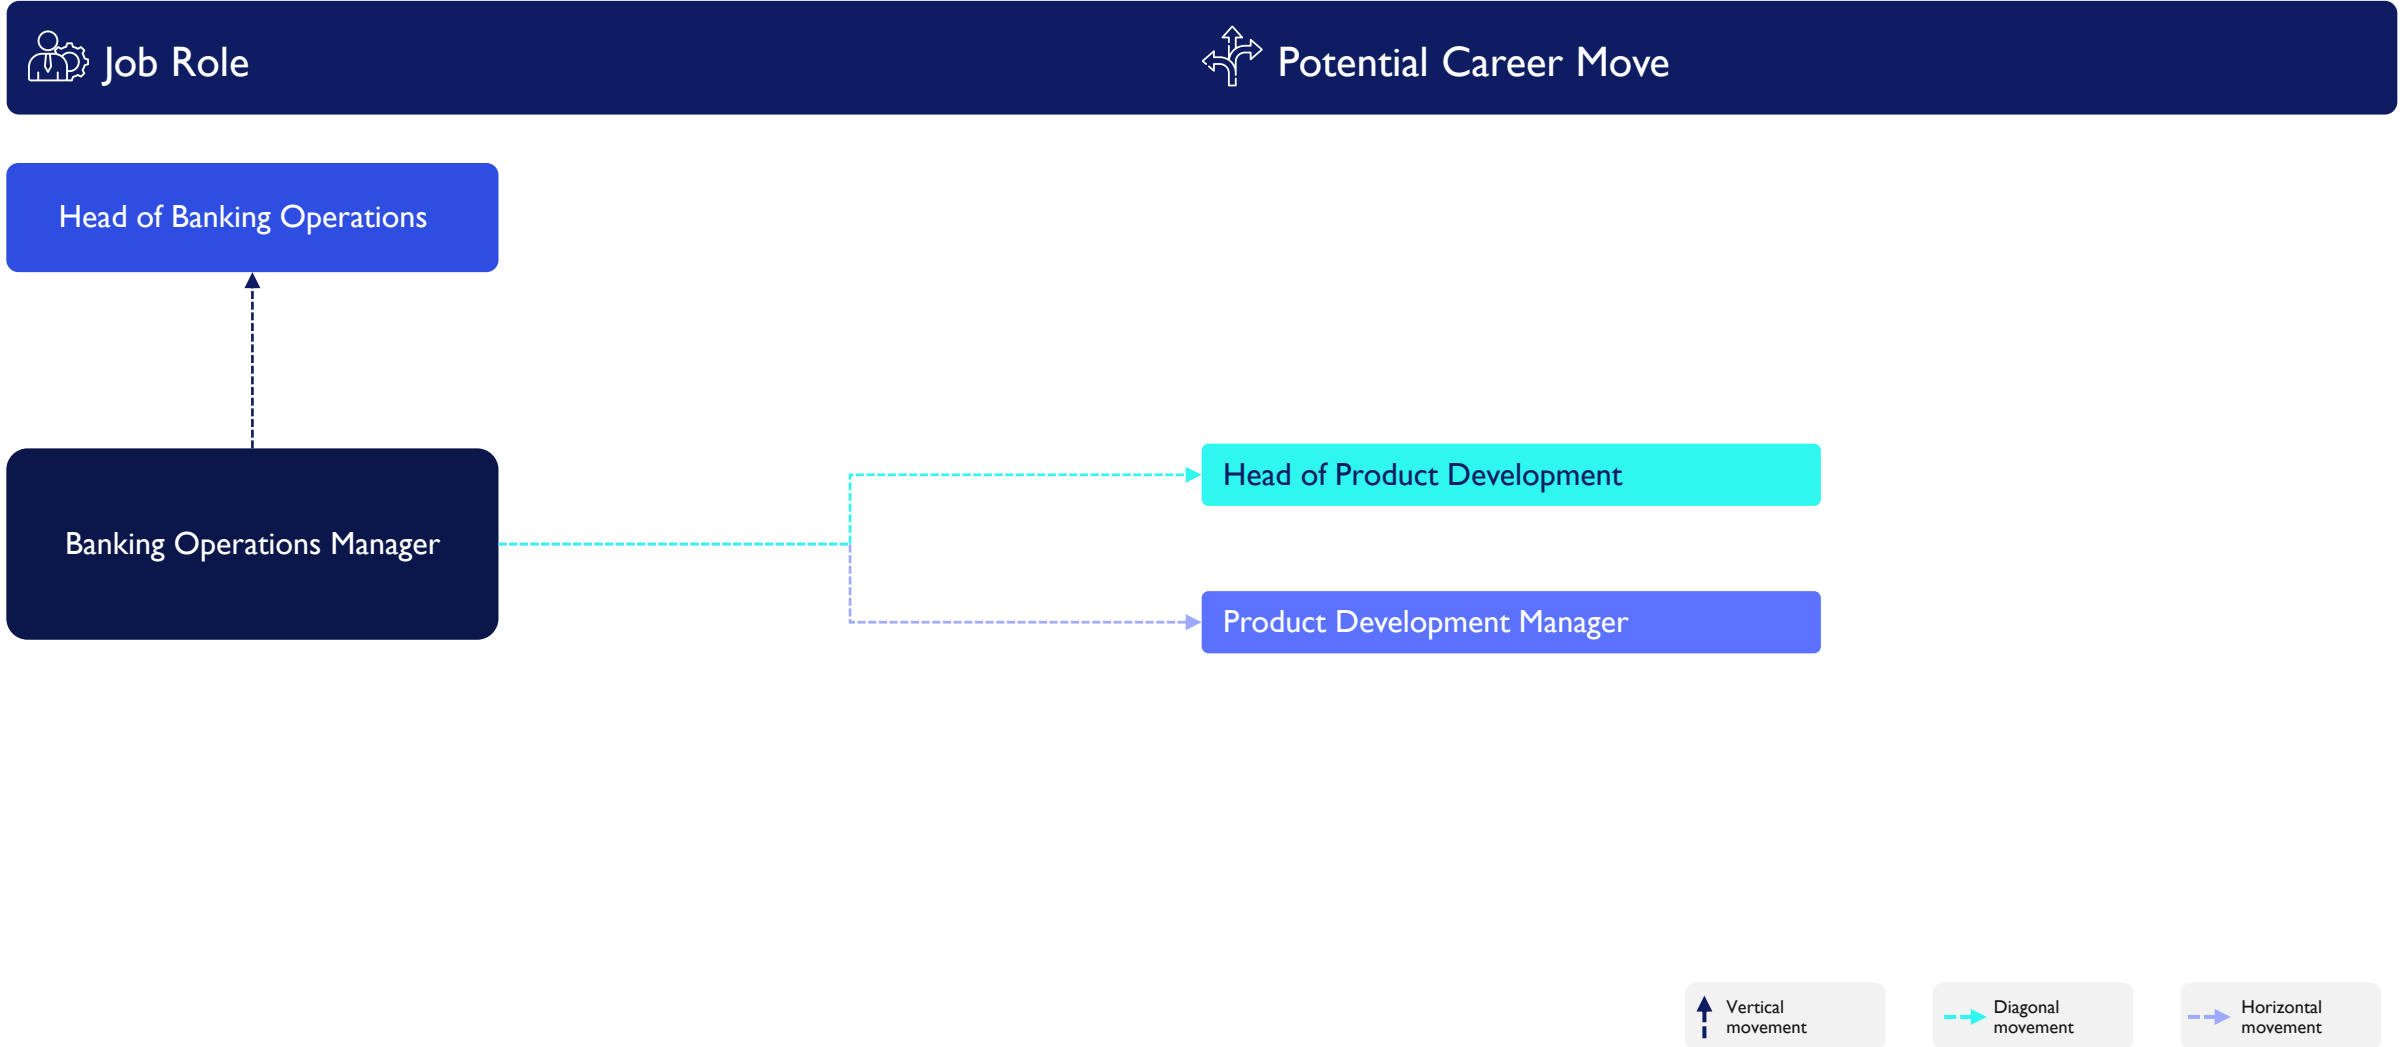 Job Role
Potential Career Move
Head of Banking Operations
Banking Operations Manager
Head of Product Development
Product Development Manager
Vertical
movement
Diagonal
movement
Horizontal
movement